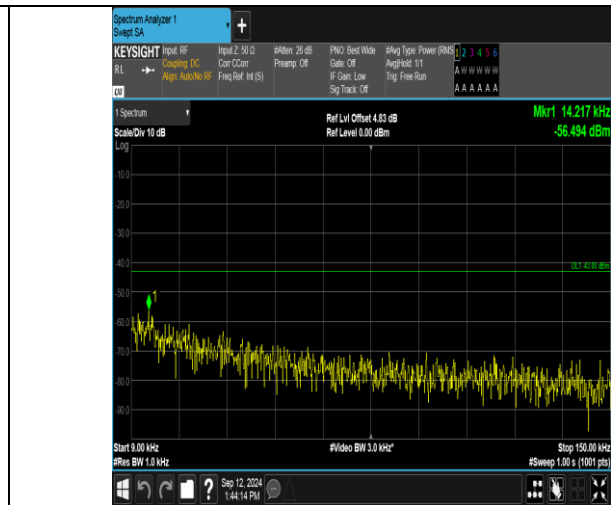 Spectrum Analyzer 1
Swept SA
+
KEYSIGHT Input: RF Input Z: 50 Ω #Atten: 26 dB PNO: Best Wide #Avg Type: Power (RMS 1 2 3 4 5 6
RL Coupling: DC Corr CCorr Preamp: Off Gate: Off Avg|Hold: 1/1 A W W W W W
Align: Auto/No RF Freq Ref: Int (S) IF Gain: Low Trig: Free Run
Sig Track: Off A A A A A A
LXI
1 Spectrum Ref Lvl Offset 4.83 dB Mkr1 14.217 kHz
Scale/Div 10 dB Ref Level 0.00 dBm -56.494 dBm
Log
-10.0
-20.0
-30.0
-40.0
DL1 -43.00 dBm
-50.0
1
-60.0
-70.0
-80.0
-90.0
Start 9.00 kHz #Video BW 3.0 kHz* Stop 150.00 kHz
#Res BW 1.0 kHz #Sweep 1.00 s (1001 pts)
? Sep 12, 2024
1:44:14 PM